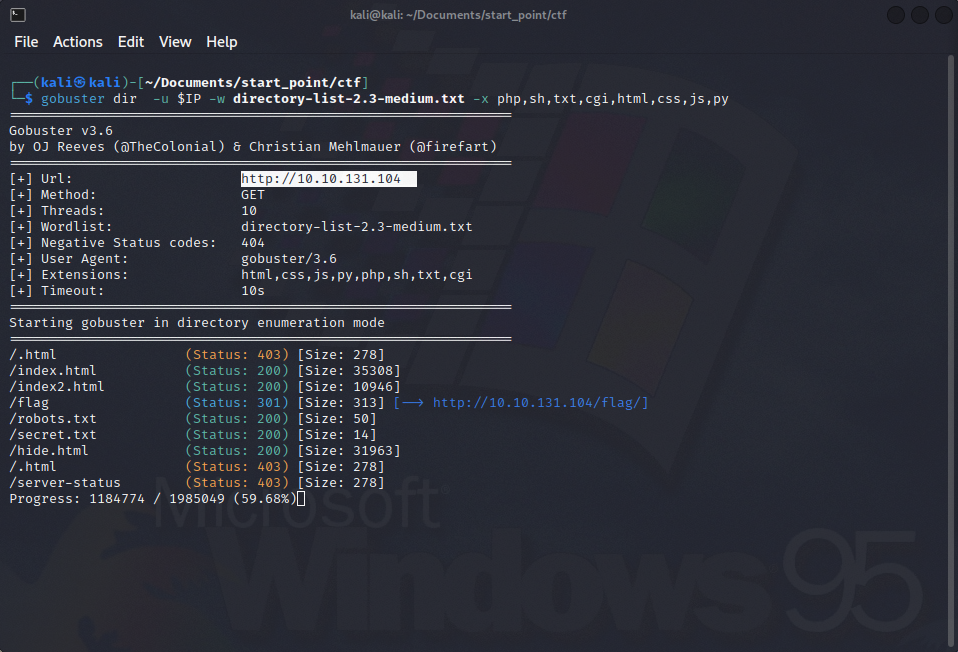 kali@kali: ~/Documents/start_point/ctf
File Actions Edit View Help
┌──(kali㉿kali)-[~/Documents/start_point/ctf]
└─$ gobuster dir  -u $IP -w directory-list-2.3-medium.txt -x php,sh,txt,cgi,html,css,js,py
===============================================================
Gobuster v3.6
by OJ Reeves (@TheColonial) & Christian Mehlmauer (@firefart)
===============================================================
[+] Url:                     http://10.10.131.104
[+] Method:                  GET
[+] Threads:                 10
[+] Wordlist:                directory-list-2.3-medium.txt
[+] Negative Status codes:   404
[+] User Agent:              gobuster/3.6
[+] Extensions:              html,css,js,py,php,sh,txt,cgi
[+] Timeout:                 10s
===============================================================
Starting gobuster in directory enumeration mode
===============================================================
/.html                (Status: 403) [Size: 278]
/index.html           (Status: 200) [Size: 35308]
/index2.html          (Status: 200) [Size: 10946]
/flag                 (Status: 301) [Size: 313] [--> http://10.10.131.104/flag/]
/robots.txt           (Status: 200) [Size: 50]
/secret.txt           (Status: 200) [Size: 14]
/hide.html            (Status: 200) [Size: 31963]
/.html                (Status: 403) [Size: 278]
/server-status        (Status: 403) [Size: 278]
Progress: 1184774 / 1985049 (59.68%)
Microsoft
Windows 95